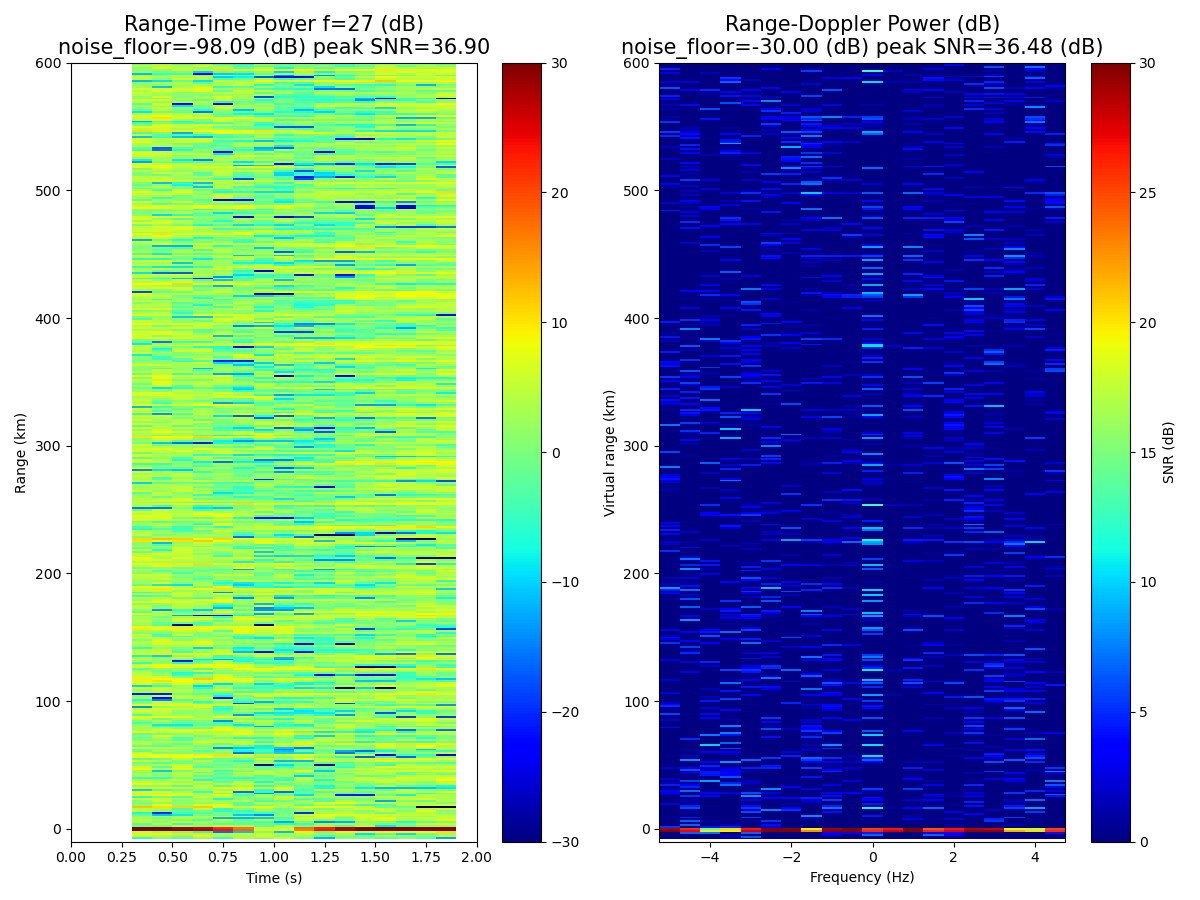 Range-Time Power f=27 (dB)
noise_floor=-98.09 (dB) peak SNR=36.90
Range (km)
600
500
400
300
200
100
0
0.00 0.25 0.50 0.75 1.00 1.25 1.50 1.75 2.00
Time (s)
30
20
10
0
−10
−20
−30
Range-Doppler Power (dB)
noise_floor=-30.00 (dB) peak SNR=36.48 (dB)
Virtual range (km)
600
500
400
300
200
100
0
−4 −2 0 2 4
Frequency (Hz)
30
25
20
15
10
5
0
SNR (dB)